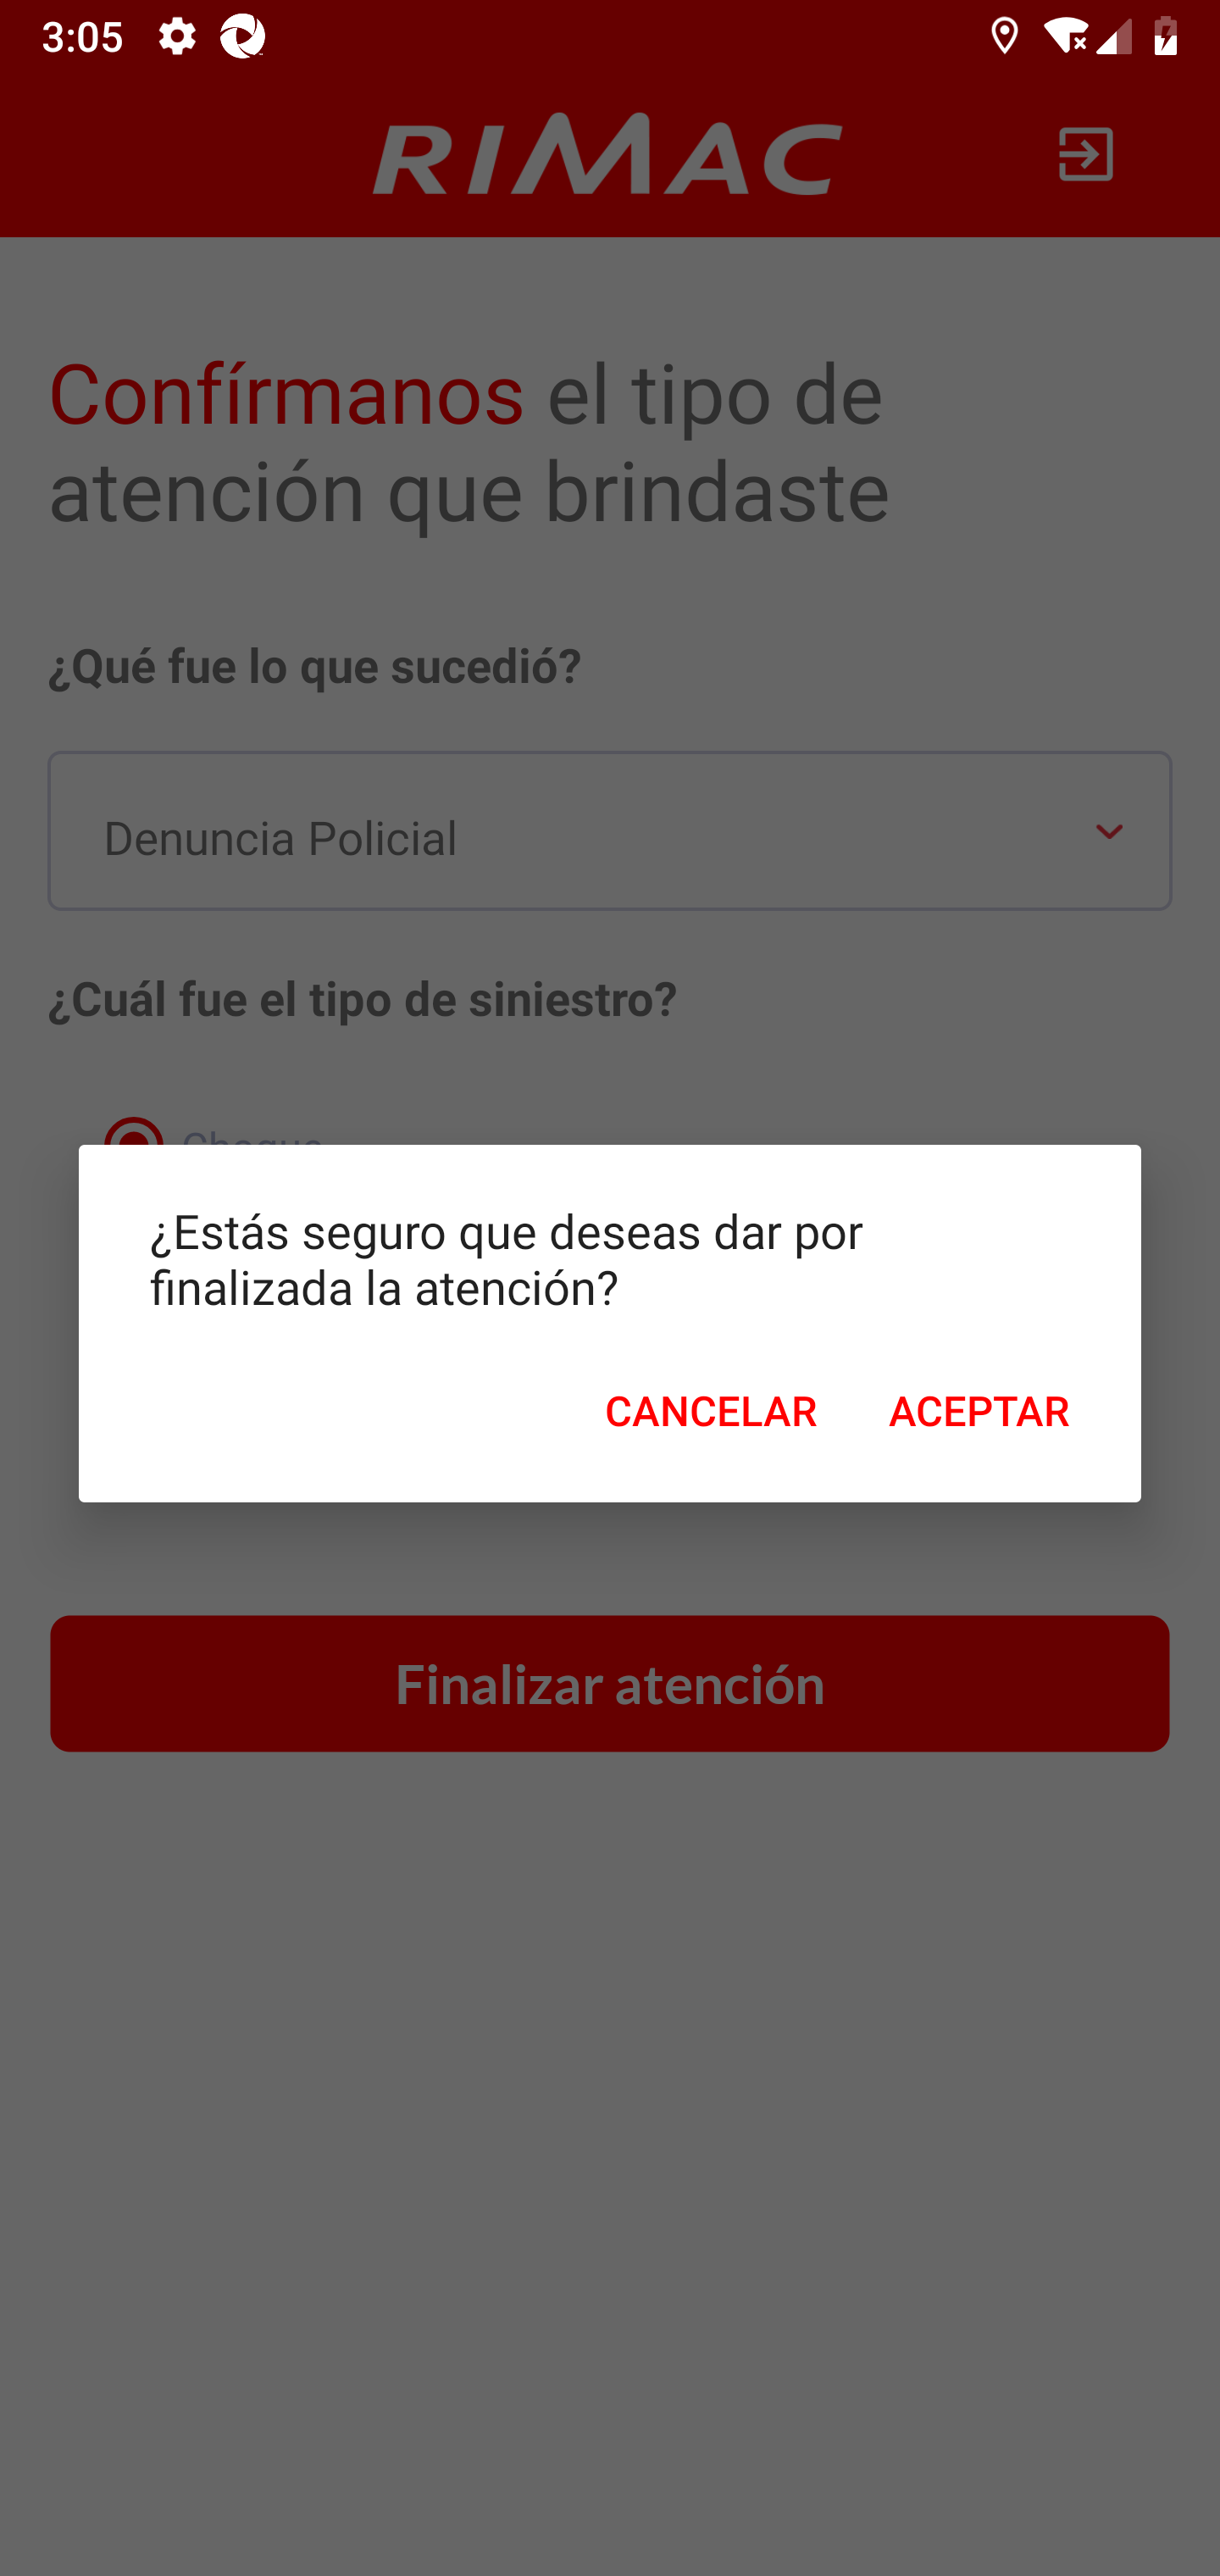 3:05
RIMAC
Confírmanos el tipo de
atención que brindaste
¿Qué fue lo que sucedió?
Denuncia Policial
¿Cuál fue el tipo de siniestro?
Choque
¿Estás seguro que deseas dar por
finalizada la atención?
CANCELAR ACEPTAR
Finalizar atención